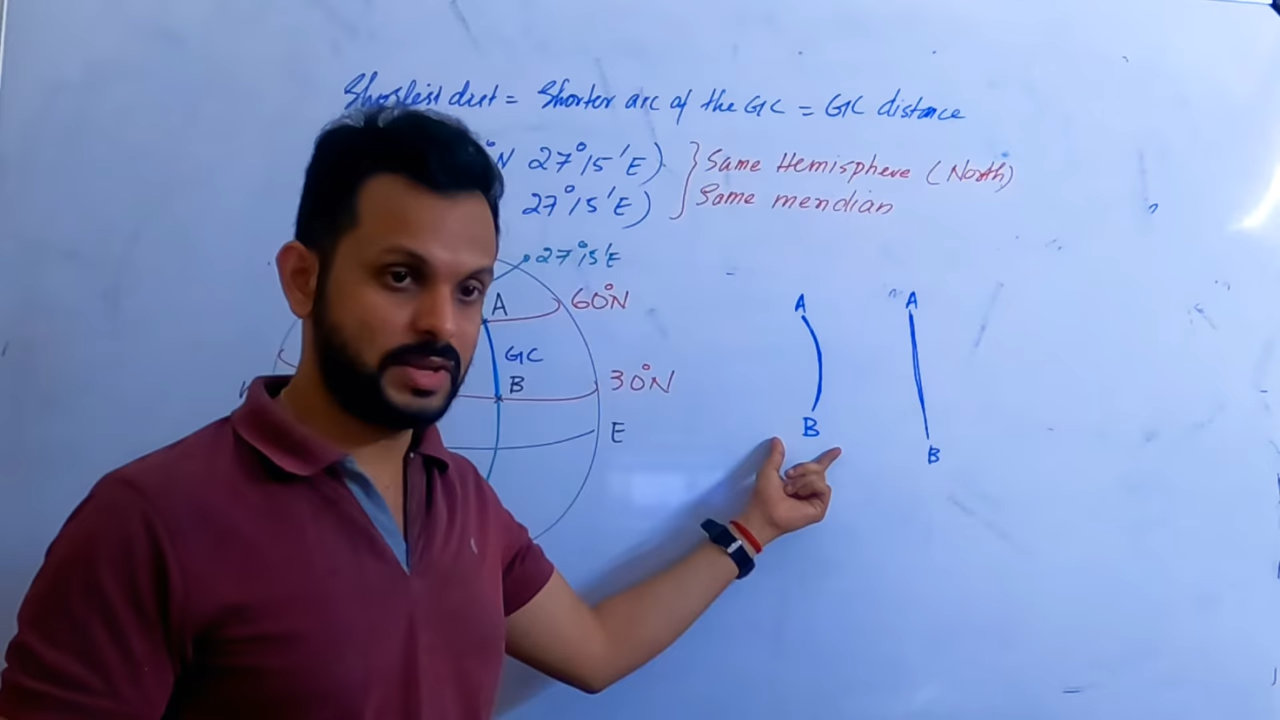 Shortest dist = Shorter arc of the GC = GC distance
°N 27°15'E) } Same Hemisphere (North)
27°15'E) Same meridian
27°15'E
A 60°N
GC
B 30°N
E
A
B
A
B